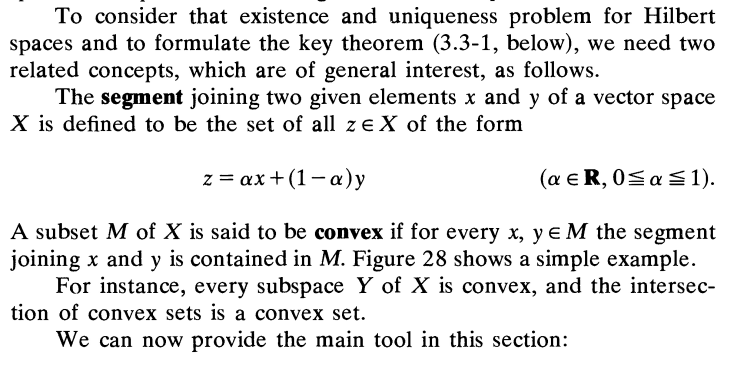 To consider that existence and uniqueness problem for Hilbert
spaces and to formulate the key theorem (3.3-1, below), we need two
related concepts, which are of general interest, as follows.
The segment joining two given elements x and y of a vector space
X is defined to be the set of all z ∈ X of the form
z = αx + (1 − α)y (α ∈ R, 0 ≦ α ≦ 1).
A subset M of X is said to be convex if for every x, y ∈ M the segment
joining x and y is contained in M. Figure 28 shows a simple example.
For instance, every subspace Y of X is convex, and the intersec-
tion of convex sets is a convex set.
We can now provide the main tool in this section: